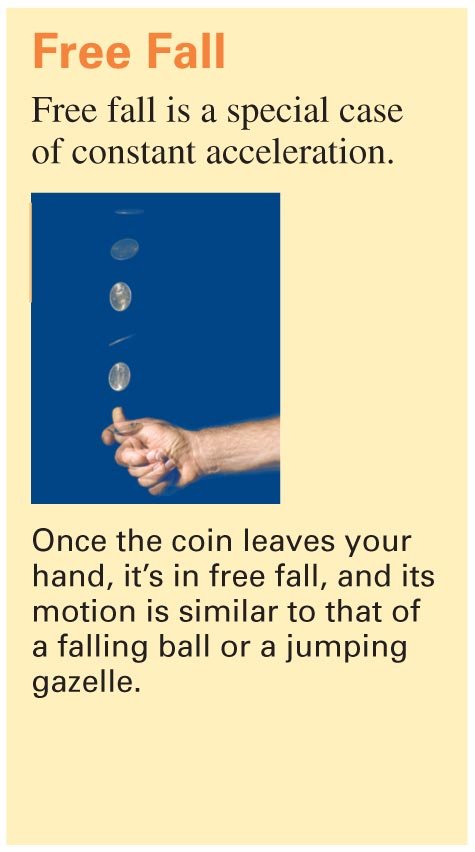 Free Fall
Free fall is a special case
of constant acceleration.
Once the coin leaves your
hand, it's in free fall, and its
motion is similar to that of
a falling ball or a jumping
gazelle.